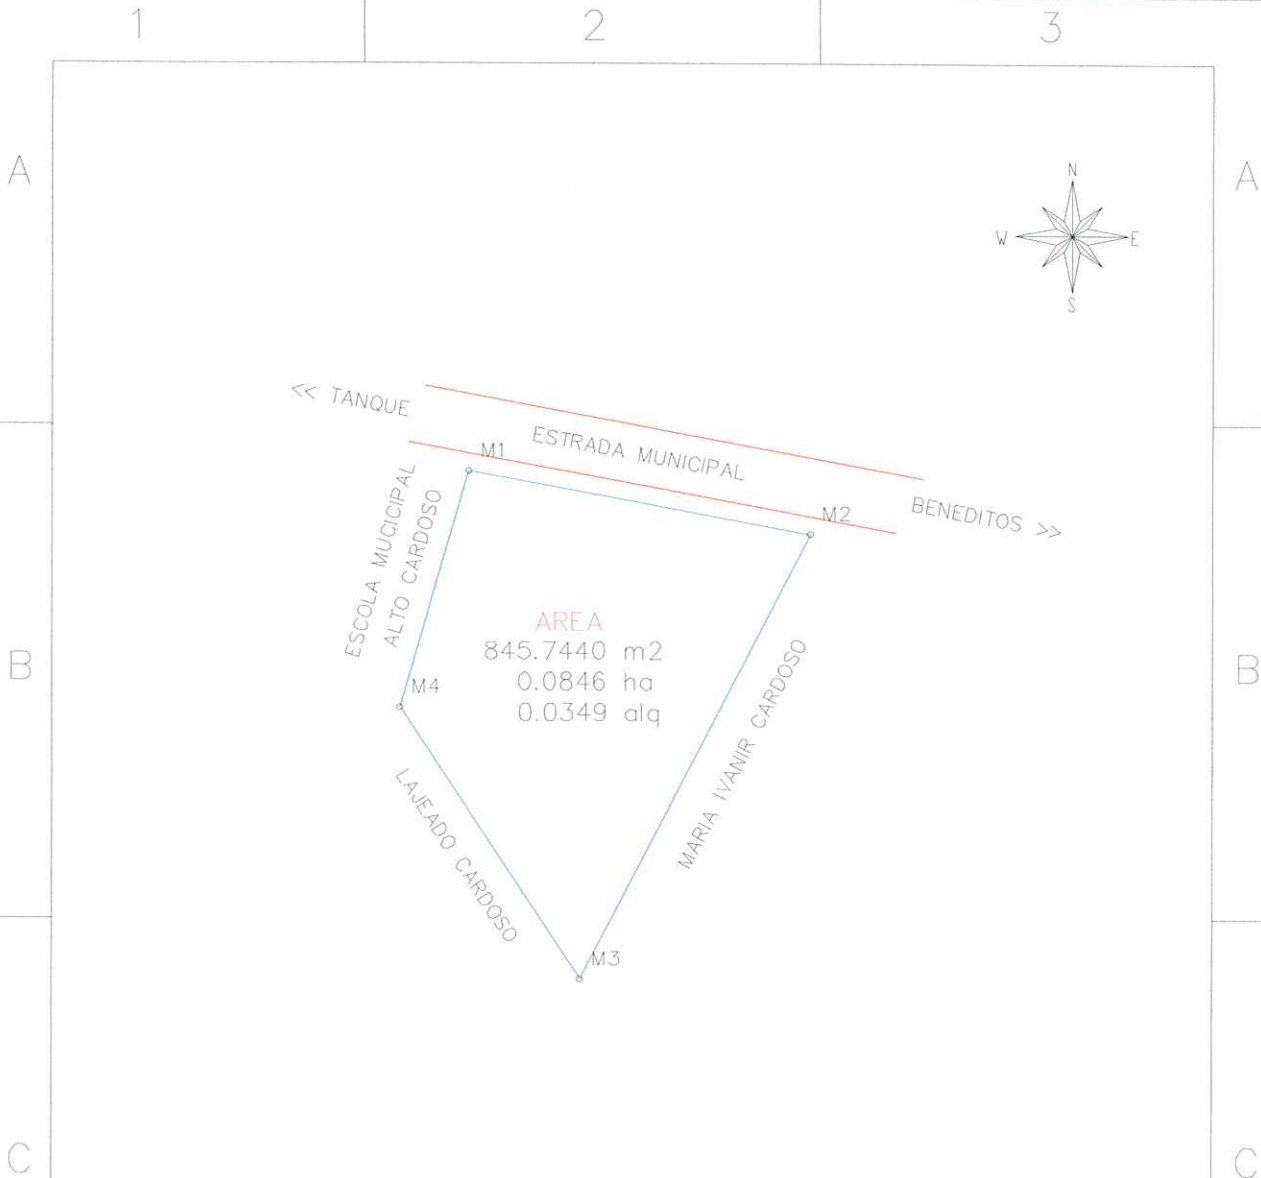 1 2 3
A A
N
W E
S
<< TANQUE
ESTRADA MUNICIPAL
BENEDITOS >>
M1
M2
ESCOLA MUCICIPAL
ALTO CARDOSO
AREA
845.7440 m2
0.0846 ha
0.0349 alq
B B
M4
MARIA IVANIR CARDOSO
LAJEADO CARDOSO
M3
C C